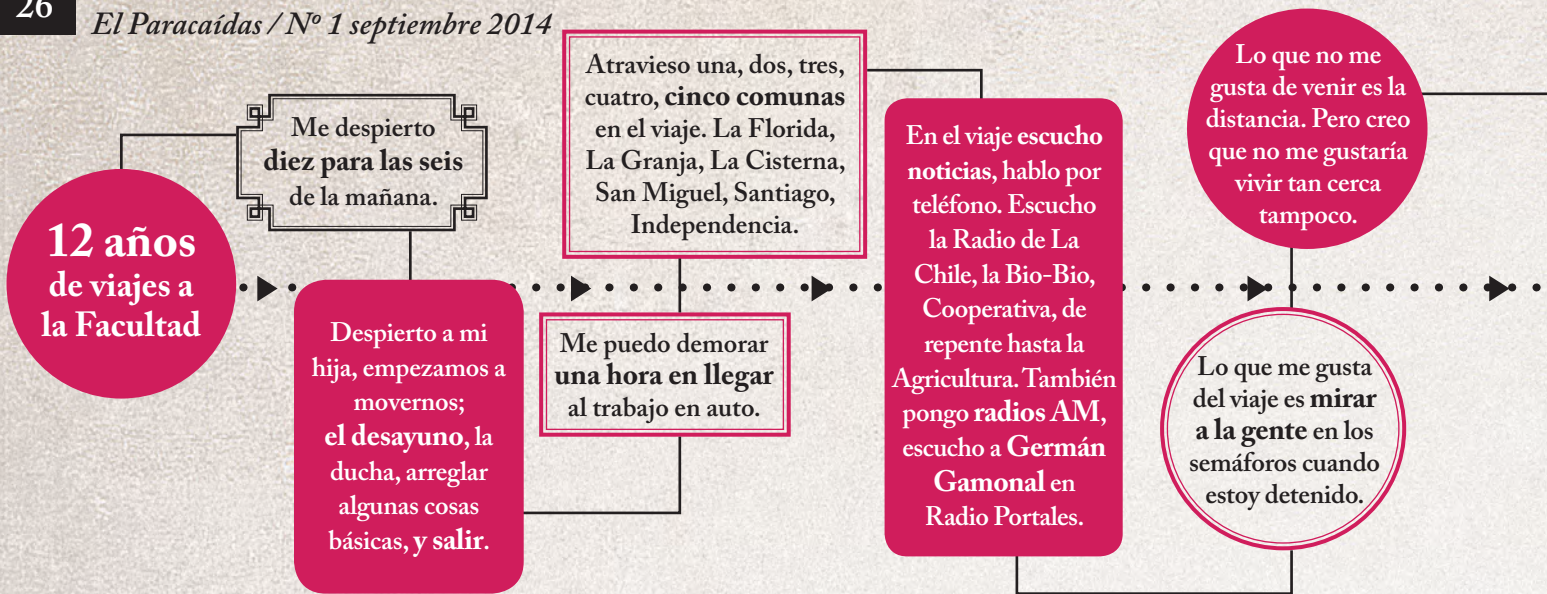 26
El Paracaídas / Nº 1 septiembre 2014
12 años
de viajes a
la Facultad
Me despierto
diez para las seis
de la mañana.
Despierto a mi
hija, empezamos a
movernos;
el desayuno, la
ducha, arreglar
algunas cosas
básicas, y salir.
Me puedo demorar
una hora en llegar
al trabajo en auto.
Atravieso una, dos, tres,
cuatro, cinco comunas
en el viaje. La Florida,
La Granja, La Cisterna,
San Miguel, Santiago,
Independencia.
En el viaje escucho
noticias, hablo por
teléfono. Escucho
la Radio de La
Chile, la Bio-Bio,
Cooperativa, de
repente hasta la
Agricultura. También
pongo radios AM,
escucho a Germán
Gamonal en
Radio Portales.
Lo que me gusta
del viaje es mirar
a la gente en los
semáforos cuando
estoy detenido.
Lo que no me
gusta de venir es la
distancia. Pero creo
que no me gustaría
vivir tan cerca
tampoco.